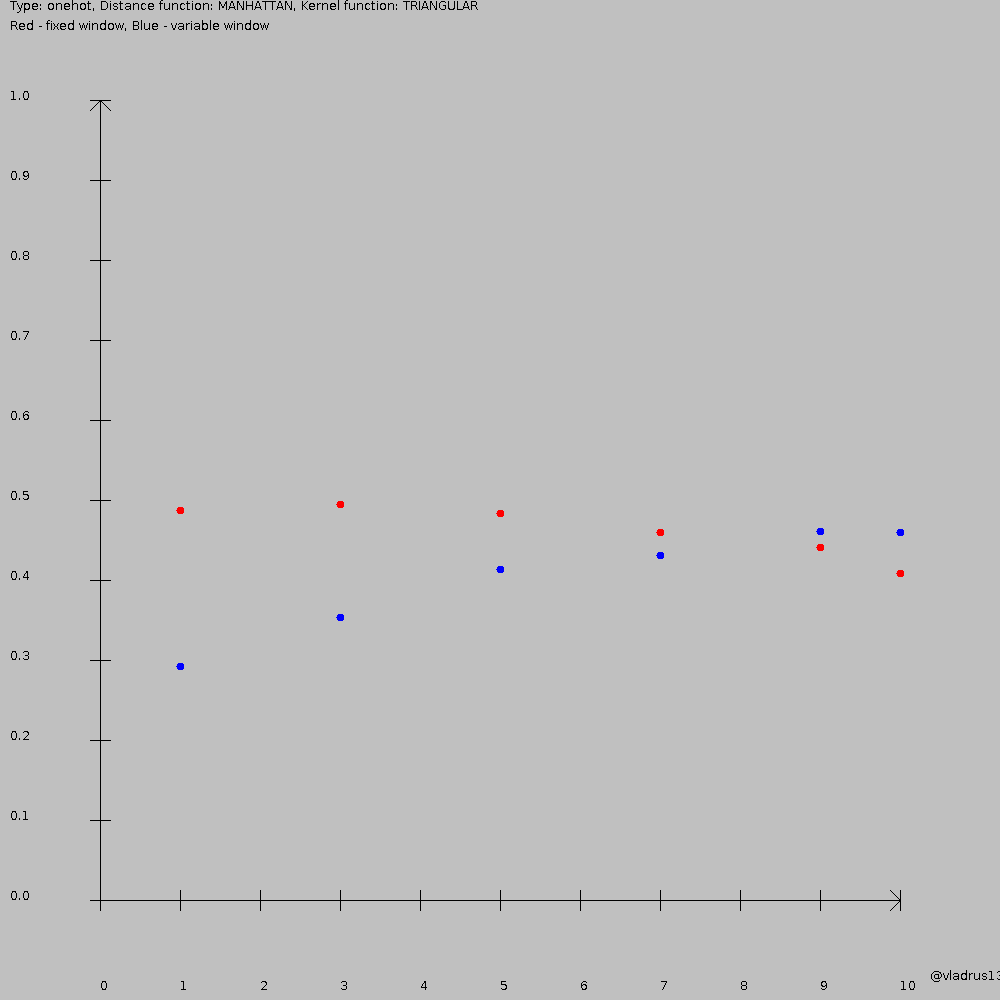 Type: onehot, Distance function: MANHATTAN, Kernel function: TRIANGULAR
Red - fixed window, Blue - variable window
1.0
0.9
0.8
0.7
0.6
0.5
0.4
0.3
0.2
0.1
0.0
0 1 2 3 4 5 6 7 8 9 10
@vladrus13